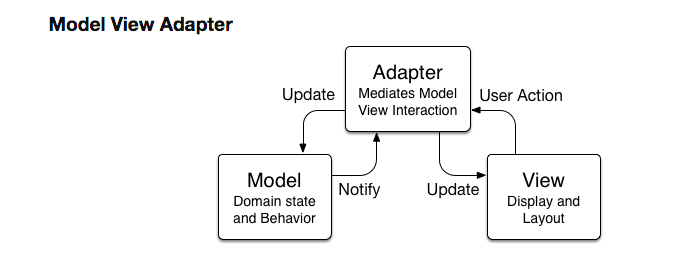 Model View Adapter
Adapter
Mediates Model
View Interaction
Update
User Action
Model
Domain state
and Behavior
Notify
Update
View
Display and
Layout